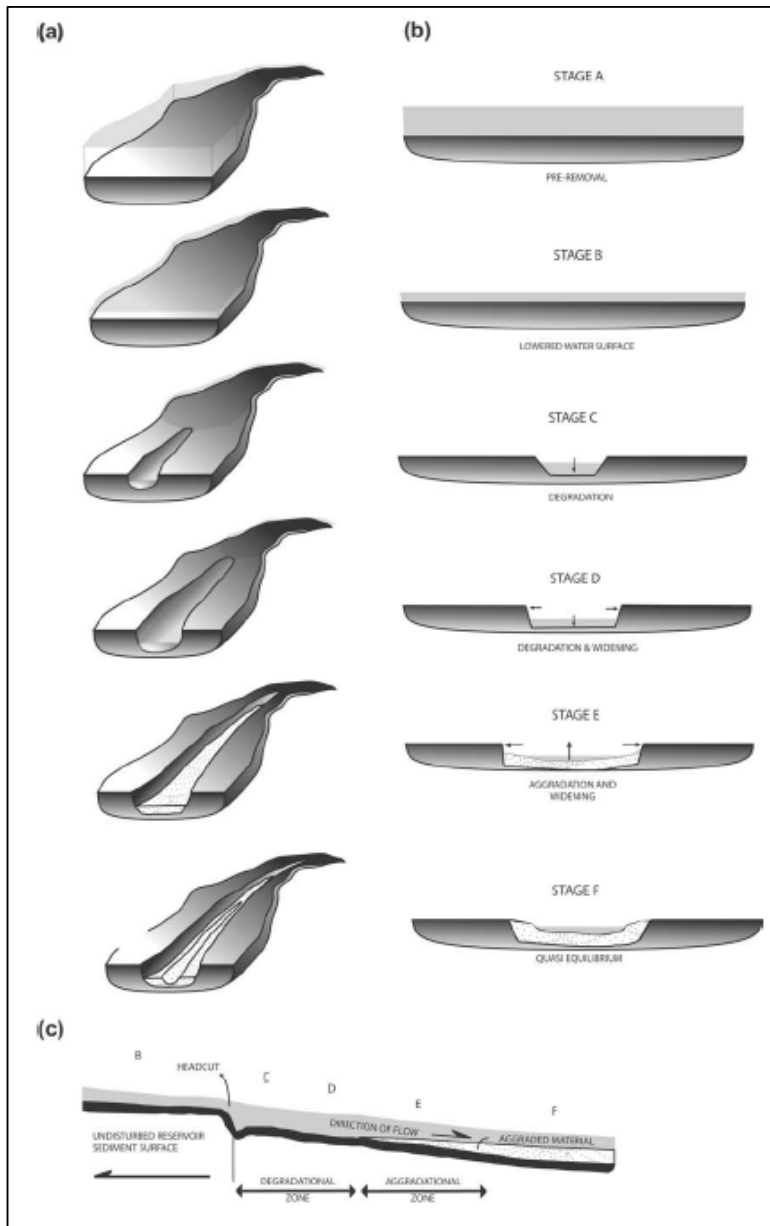 (a)
(b)
STAGE A
PRE-REMOVAL
STAGE B
LOWERED WATER SURFACE
STAGE C
DEGRADATION
STAGE D
DEGRADATION & WIDENING
STAGE E
AGGRADATION AND
WIDENING
STAGE F
QUASI EQUILIBRIUM
(c)
B
HEADCUT
C
D
E
F
DIRECTION OF FLOW
AGGRADED MATERIAL
UNDISTURBED RESERVOIR
SEDIMENT SURFACE
DEGRADATIONAL
ZONE
AGGRADATIONAL
ZONE